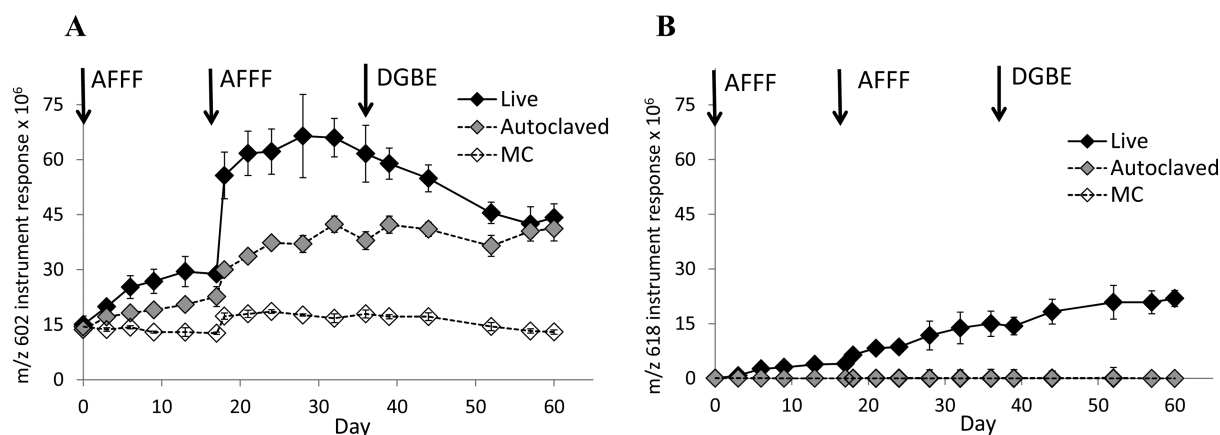 A
AFFF
AFFF
DGBE
m/z 602 instrument response x 10⁶
75
60
45
30
15
0
Live
Autoclaved
MC
0
10
20
30
40
50
60
Day
B
AFFF
AFFF
DGBE
m/z 618 instrument response x 10⁶
75
60
45
30
15
0
Live
Autoclaved
MC
0
10
20
30
40
50
60
Day